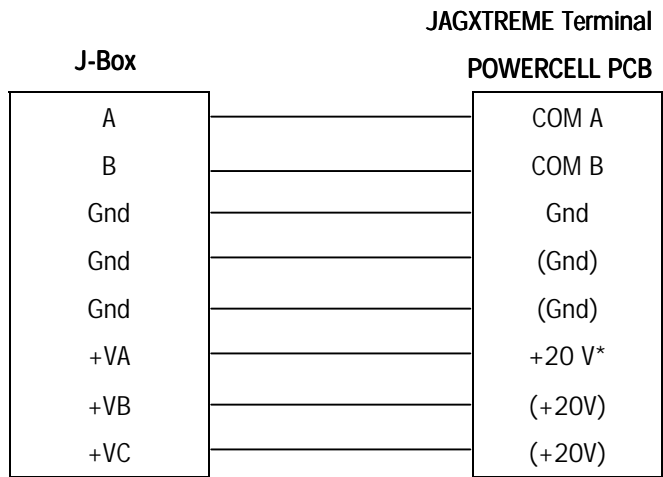 JAGXTREME Terminal
J-Box POWERCELL PCB
A COM A
B COM B
Gnd Gnd
Gnd (Gnd)
Gnd (Gnd)
+VA +20 V*
+VB (+20V)
+VC (+20V)